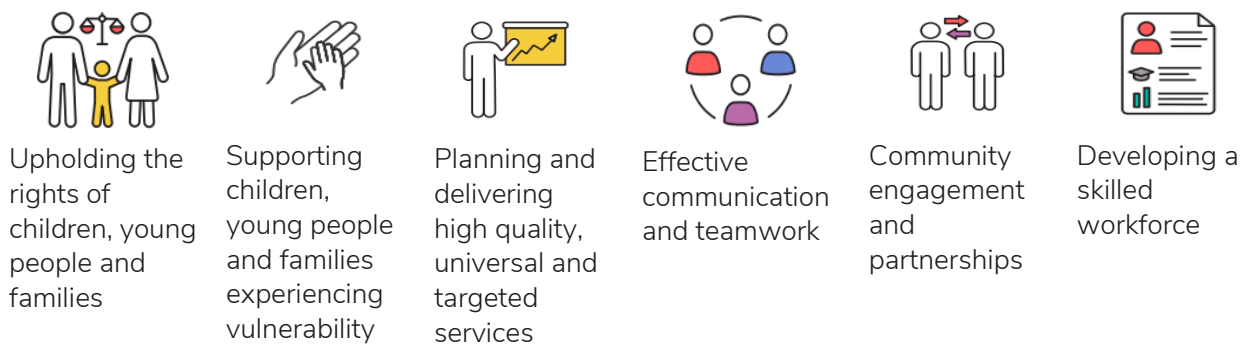 Upholding the
rights of
children, young
people and
families
Supporting
children,
young people
and families
experiencing
vulnerability
Planning and
delivering
high quality,
universal and
targeted
services
Effective
communication
and teamwork
Community
engagement
and
partnerships
Developing a
skilled
workforce